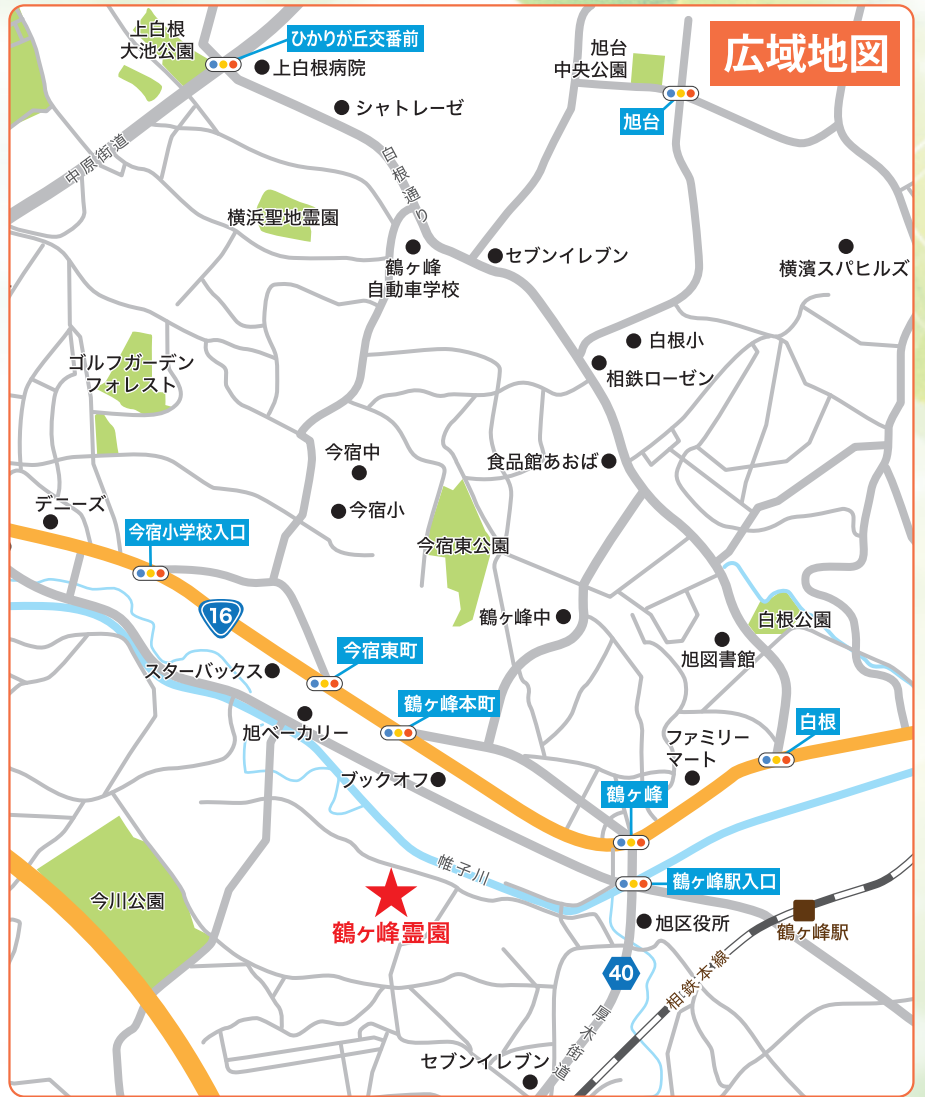 広域地図
上白根
大池公園
ひかりが丘交番前
上白根病院
シャトレーゼ
旭台
中央公園
旭台
中原街道
白根通り
横浜聖地霊園
鶴ヶ峰
自動車学校
セブンイレブン
横濱スパヒルズ
白根小
相鉄ローゼン
ゴルフガーデン
フォレスト
今宿中
今宿小
食品館あおば
デニーズ
今宿小学校入口
今宿東公園
16
鶴ヶ峰中
白根公園
旭図書館
今宿東町
スターバックス
鶴ヶ峰本町
旭ベーカリー
白根
ファミリー
マート
ブックオフ
鶴ヶ峰
帷子川
鶴ヶ峰駅入口
今川公園
鶴ヶ峰霊園
旭区役所
鶴ヶ峰駅
相鉄本線
40
厚木街道
セブンイレブン